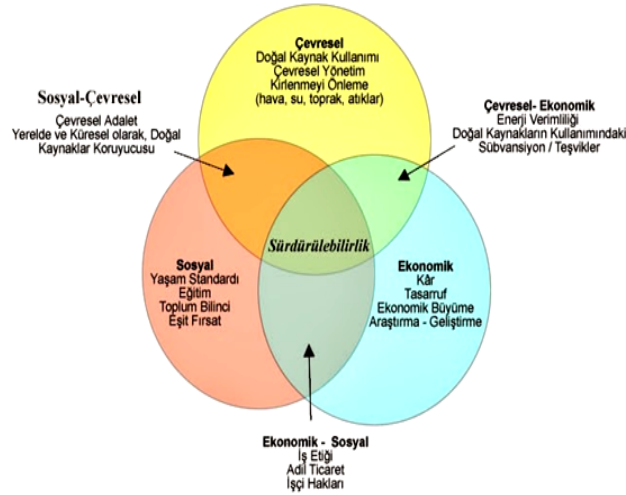 Çevresel
Doğal Kaynak Kullanımı
Çevresel Yönetim
Kirlenmeyi Önleme
(hava, su, toprak, atıklar)
Sosyal-Çevresel
Çevresel Adalet
Yerelde ve Küresel olarak, Doğal
Kaynaklar Koruyucusu
Çevresel- Ekonomik
Enerji Verimliliği
Doğal Kaynakların Kullanımındaki
Sübvansiyon / Teşvikler
Sürdürülebilirlik
Sosyal
Yaşam Standardı
Eğitim
Toplum Bilinci
Eşit Fırsat
Ekonomik
Kâr
Tasarruf
Ekonomik Büyüme
Araştırma - Geliştirme
Ekonomik - Sosyal
İş Etiği
Adil Ticaret
İşçi Hakları